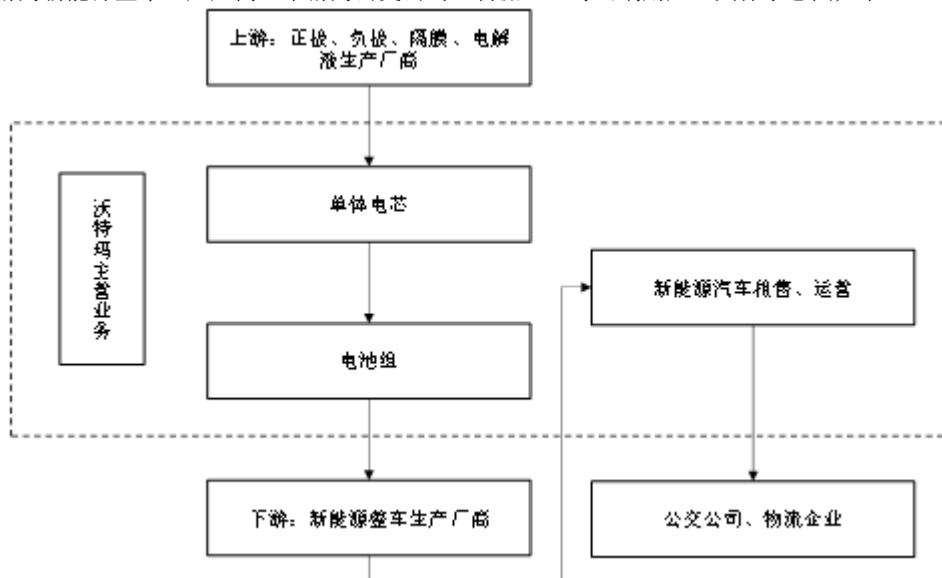 上游：正极、负极、隔膜、电解
液生产厂商
单体电芯
沃特玛主营业务
新能源汽车租售、运营
电池组
下游：新能源整车生产厂商
公交公司、物流企业